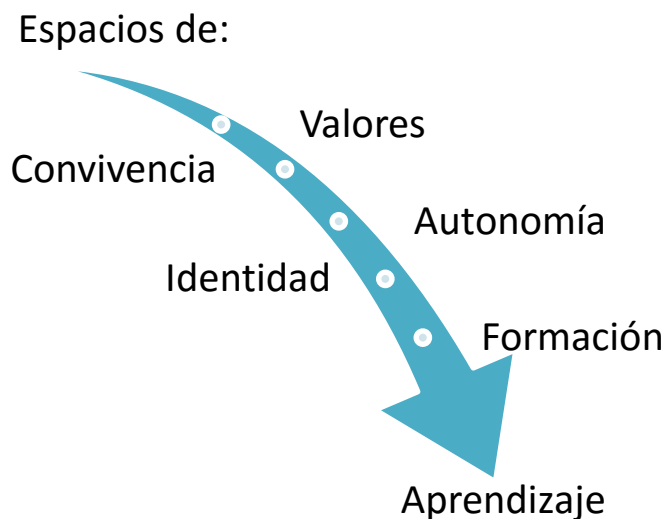 Espacios de:
Valores
Convivencia
Autonomía
Identidad
Formación
Aprendizaje